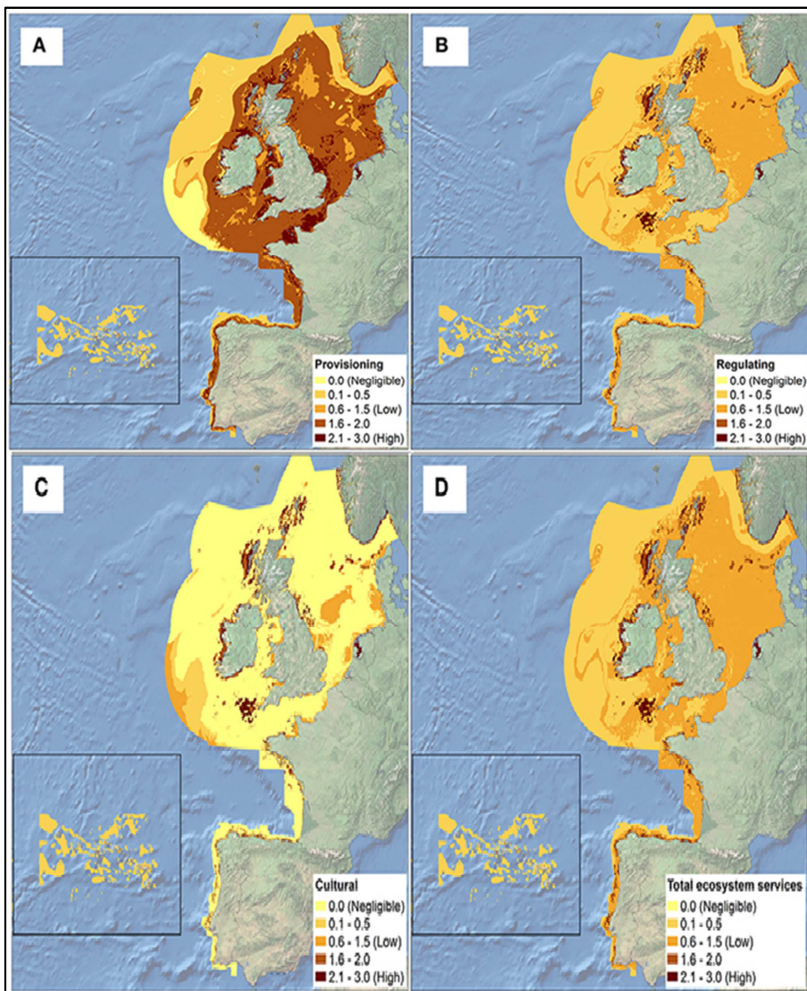 A
Provisioning
0.0 (Negligible)
0.1 - 0.5
0.6 - 1.5 (Low)
1.6 - 2.0
2.1 - 3.0 (High)
B
Regulating
0.0 (Negligible)
0.1 - 0.5
0.6 - 1.5 (Low)
1.6 - 2.0
2.1 - 3.0 (High)
C
Cultural
0.0 (Negligible)
0.1 - 0.5
0.6 - 1.5 (Low)
1.6 - 2.0
2.1 - 3.0 (High)
D
Total ecosystem services
0.0 (Negligible)
0.1 - 0.5
0.6 - 1.5 (Low)
1.6 - 2.0
2.1 - 3.0 (High)